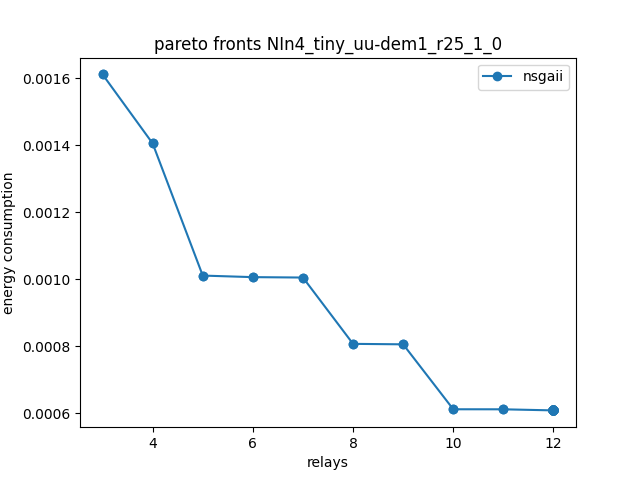 pareto fronts NIn4_tiny_uu-dem1_r25_1_0
nsgaii
energy consumption
0.0016
0.0014
0.0012
0.0010
0.0008
0.0006
4
6
8
10
12
relays